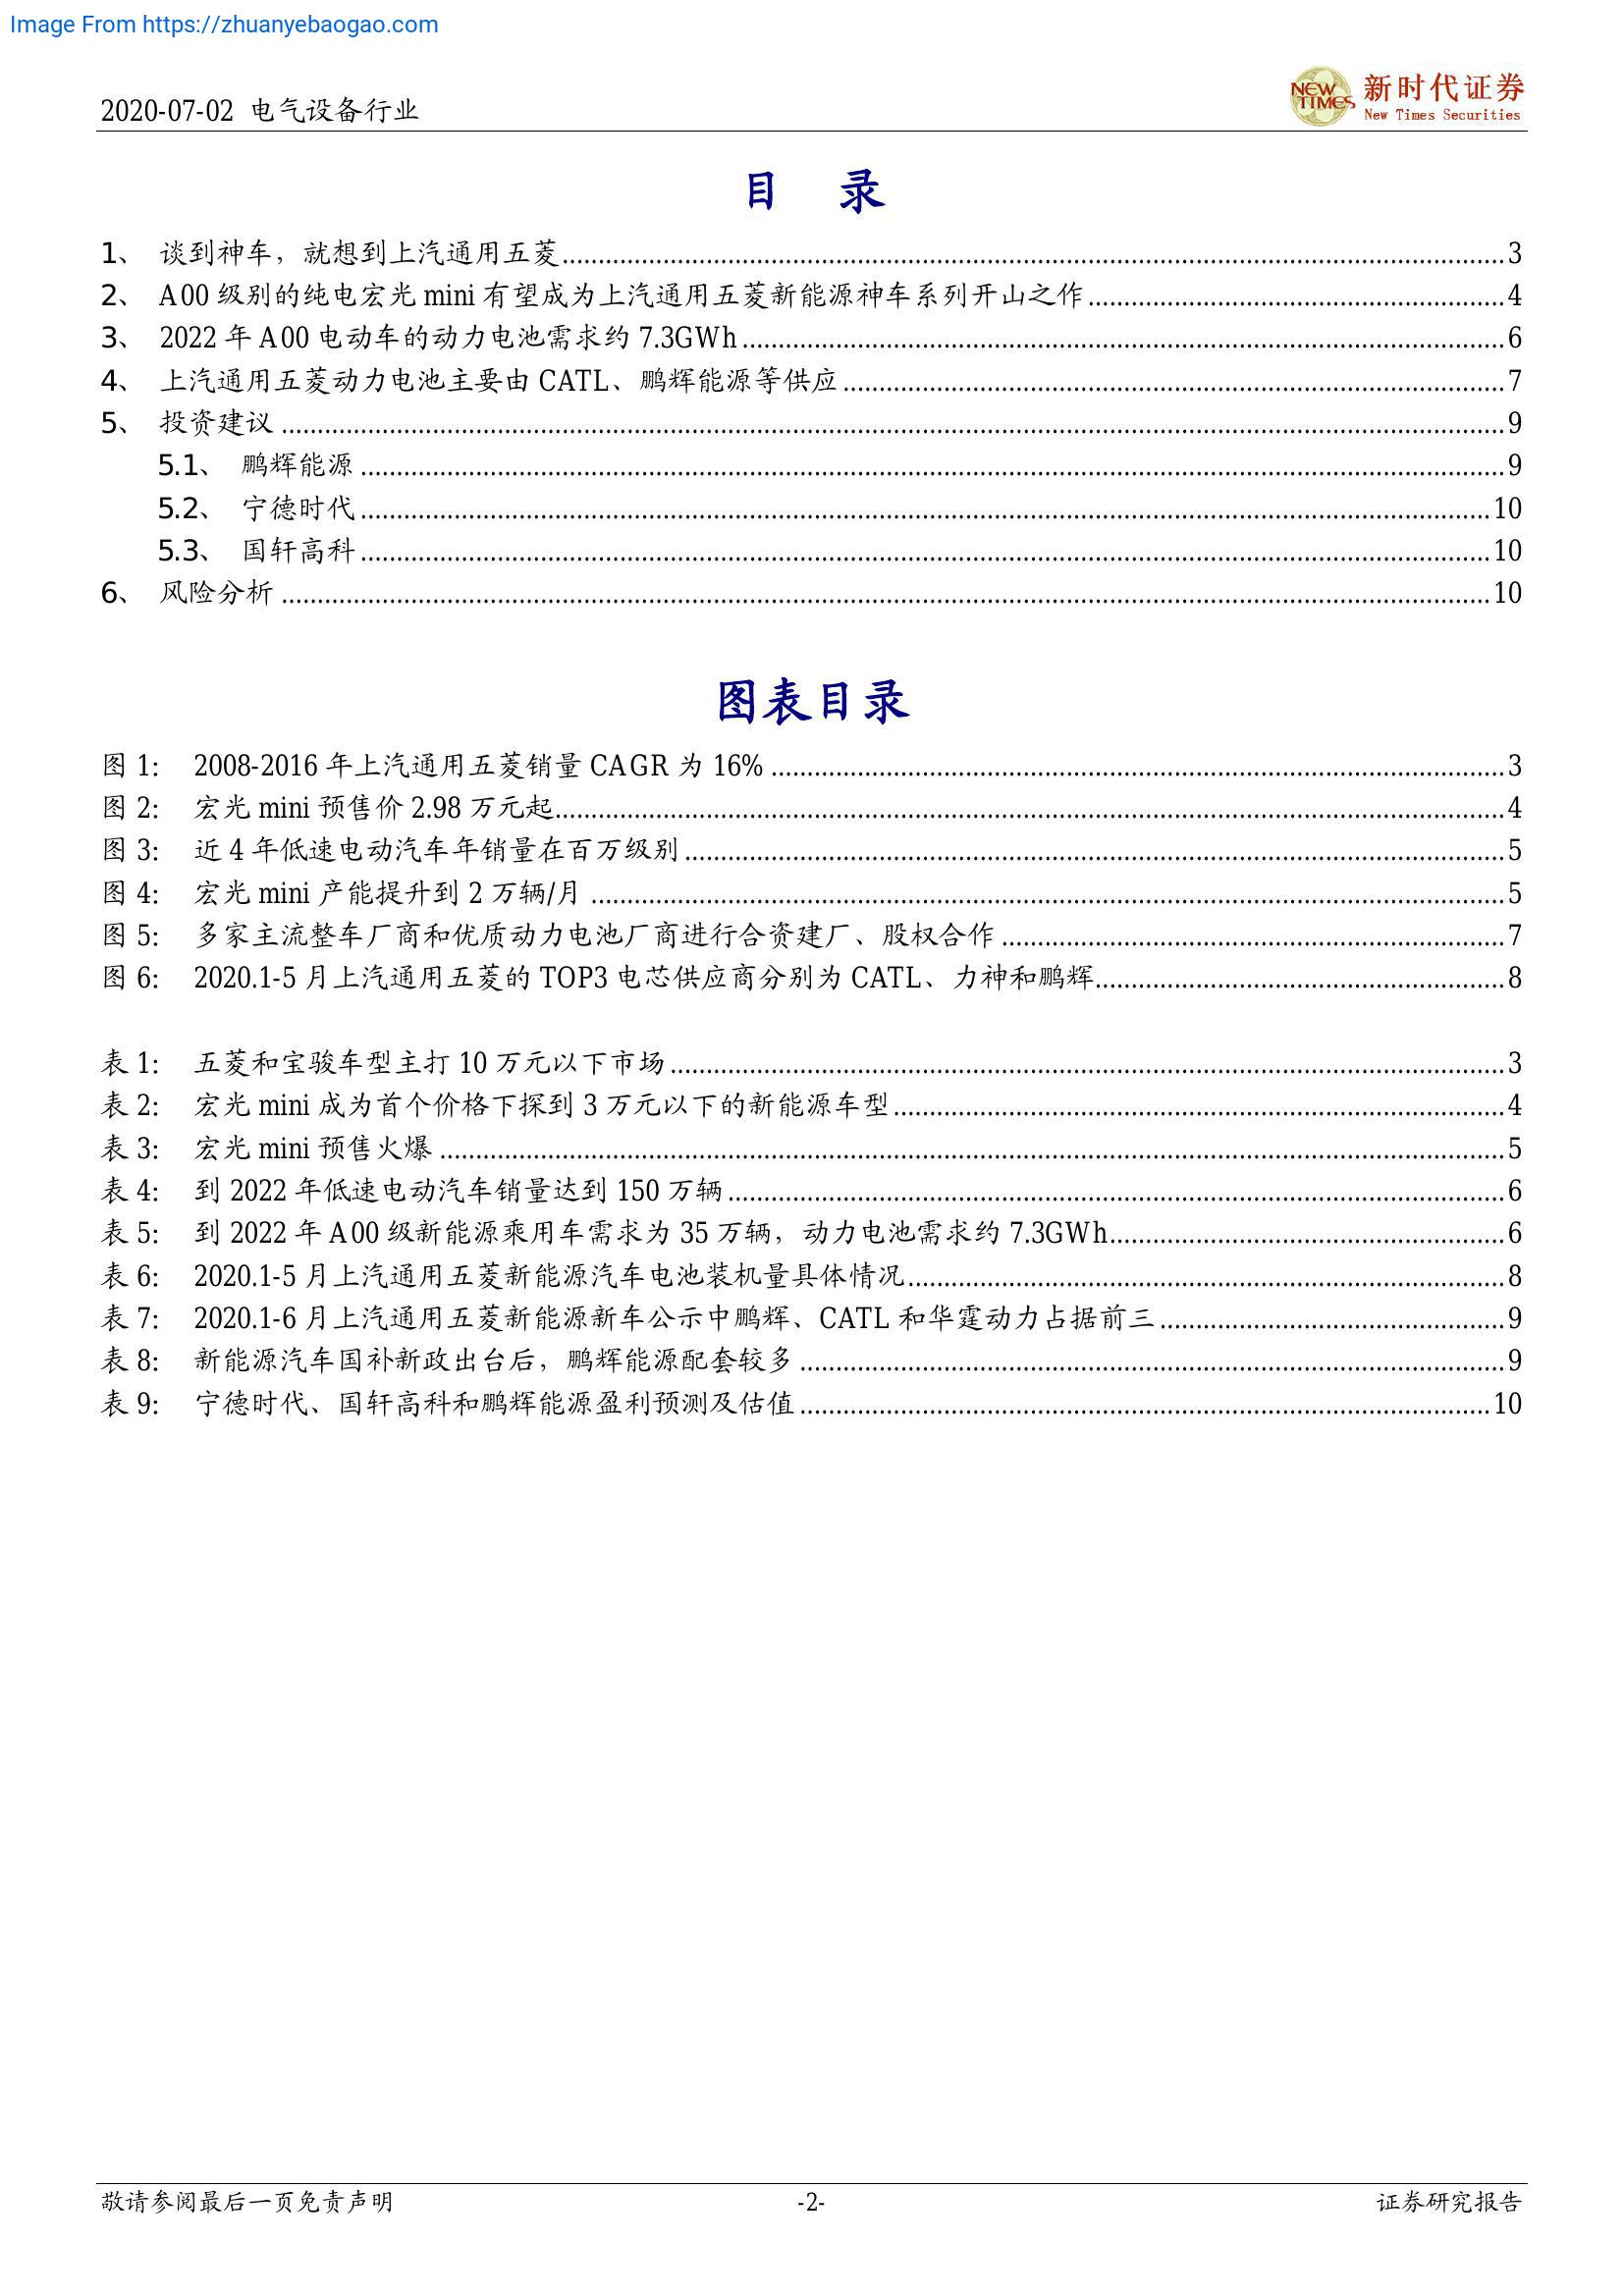 Image From https://zhuanyebaogao.com
2020-07-02 电气设备行业
NEW TIMES 新时代证券
New Times Securities
目 录
1、 谈到神车，就想到上汽通用五菱 3
2、 A00 级别的纯电宏光 mini 有望成为上汽通用五菱新能源神车系列开山之作 4
3、 2022 年 A00 电动车的动力电池需求约 7.3GWh 6
4、 上汽通用五菱动力电池主要由 CATL、鹏辉能源等供应 7
5、 投资建议 9
5.1、 鹏辉能源 9
5.2、 宁德时代 10
5.3、 国轩高科 10
6、 风险分析 10
图表目录
图 1: 2008-2016 年上汽通用五菱销量 CAGR 为 16% 3
图 2: 宏光 mini 预售价 2.98 万元起 4
图 3: 近 4 年低速电动汽车年销量在百万级别 5
图 4: 宏光 mini 产能提升到 2 万辆/月 5
图 5: 多家主流整车厂商和优质动力电池厂商进行合资建厂、股权合作 7
图 6: 2020.1-5 月上汽通用五菱的 TOP3 电芯供应商分别为 CATL、力神和鹏辉 8
表 1: 五菱和宝骏车型主打 10 万元以下市场 3
表 2: 宏光 mini 成为首个价格下探到 3 万元以下的新能源车型 4
表 3: 宏光 mini 预售火爆 5
表 4: 到 2022 年低速电动汽车销量达到 150 万辆 6
表 5: 到 2022 年 A00 级新能源乘用车需求为 35 万辆，动力电池需求约 7.3GWh 6
表 6: 2020.1-5 月上汽通用五菱新能源汽车电池装机量具体情况 8
表 7: 2020.1-6 月上汽通用五菱新能源新车公示中鹏辉、CATL 和华霆动力占据前三 9
表 8: 新能源汽车国补新政出台后，鹏辉能源配套较多 9
表 9: 宁德时代、国轩高科和鹏辉能源盈利预测及估值 10
敬请参阅最后一页免责声明 -2- 证券研究报告